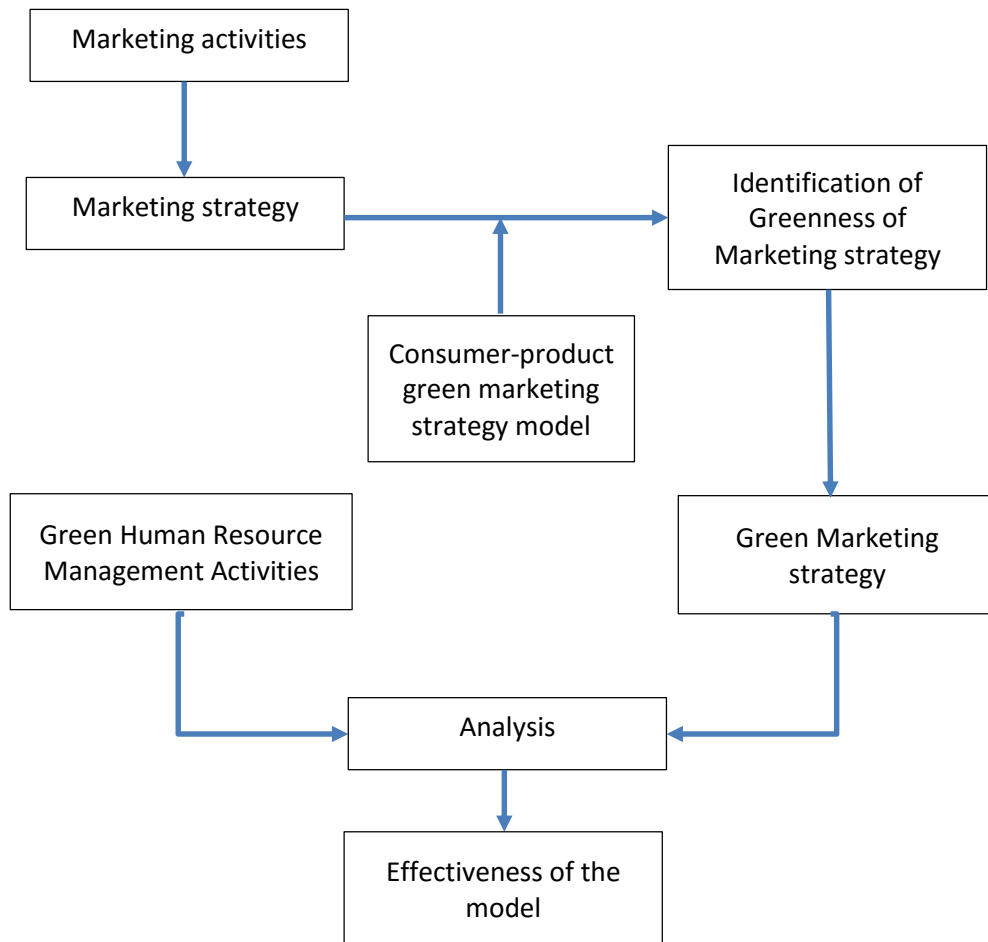 Marketing activities
Marketing strategy
Identification of
Greenness of
Marketing strategy
Consumer-product
green marketing
strategy model
Green Human Resource
Management Activities
Green Marketing
strategy
Analysis
Effectiveness of the
model